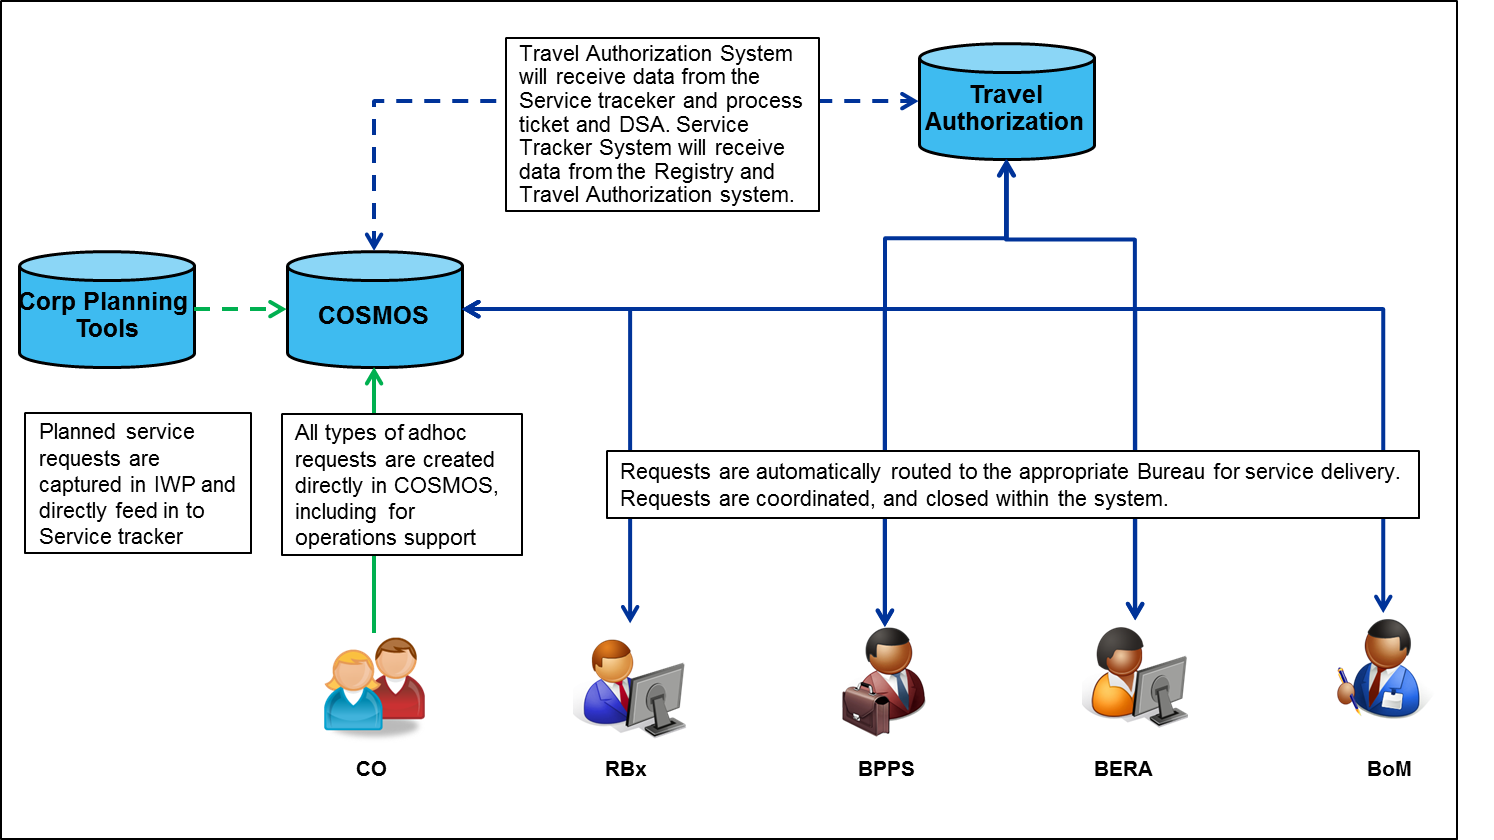 Travel Authorization System
will receive data from the
Service traceker and process
ticket and DSA. Service
Tracker System will receive
data from the Registry and
Travel Authorization system.
Travel
Authorization
Corp Planning
Tools
COSMOS
Planned service
requests are
captured in IWP and
directly feed in to
Service tracker
All types of adhoc
requests are created
directly in COSMOS,
including for
operations support
Requests are automatically routed to the appropriate Bureau for service delivery.
Requests are coordinated, and closed within the system.
CO
RBx
BPPS
BERA
BoM